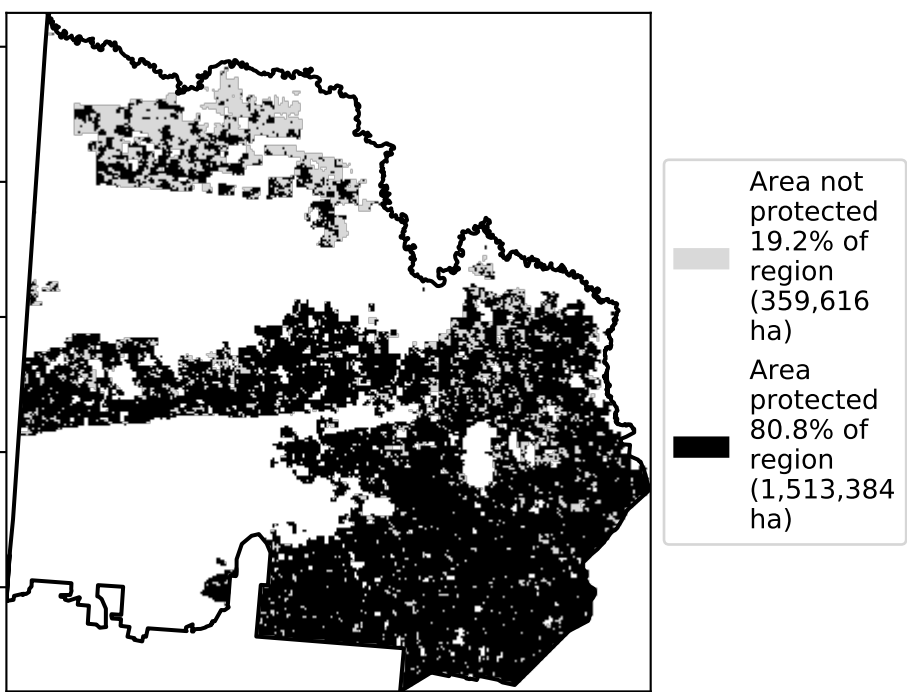 Area not
protected
19.2% of
region
(359,616
ha)
Area
protected
80.8% of
region
(1,513,384
ha)